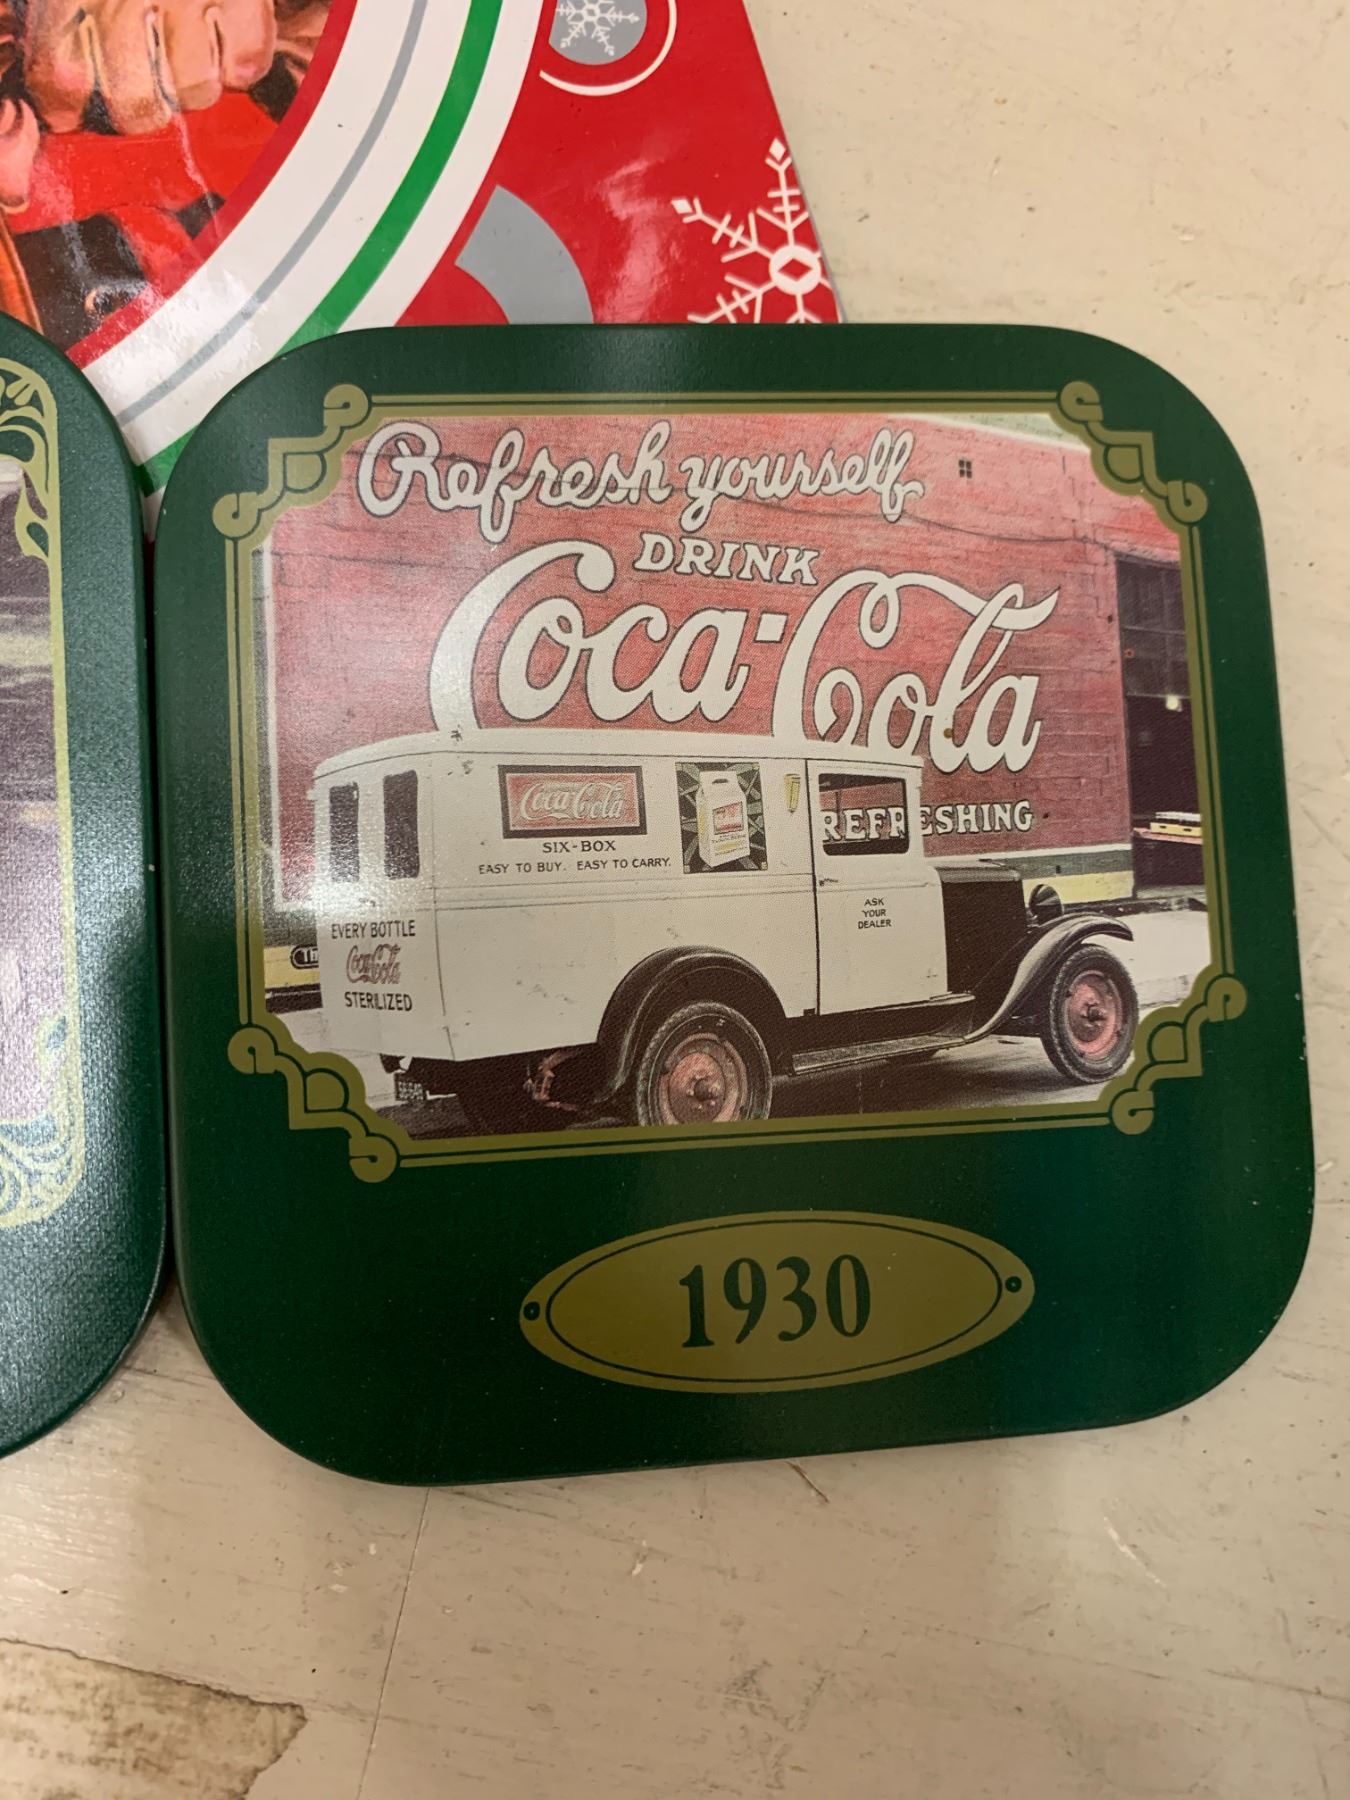 Refresh yourself
DRINK
Coca-Cola
REFRESHING
Coca-Cola
SIX-BOX
EASY TO BUY. EASY TO CARRY.
ASK
YOUR
DEALER
EVERY BOTTLE
Coca-Cola
STERILIZED
1930